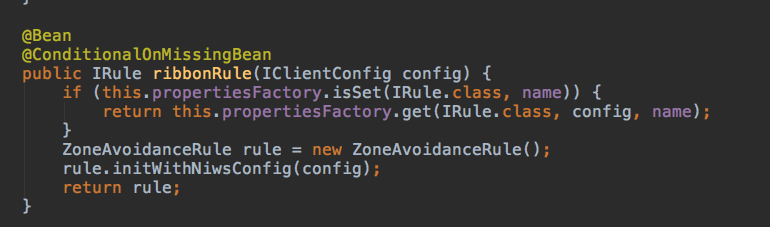 }
@Bean
@ConditionalOnMissingBean
public IRule ribbonRule(IClientConfig config) {
if (this.propertiesFactory.isSet(IRule.class, name)) {
return this.propertiesFactory.get(IRule.class, config, name);
}
ZoneAvoidanceRule rule = new ZoneAvoidanceRule();
rule.initWithNiwsConfig(config);
return rule;
}